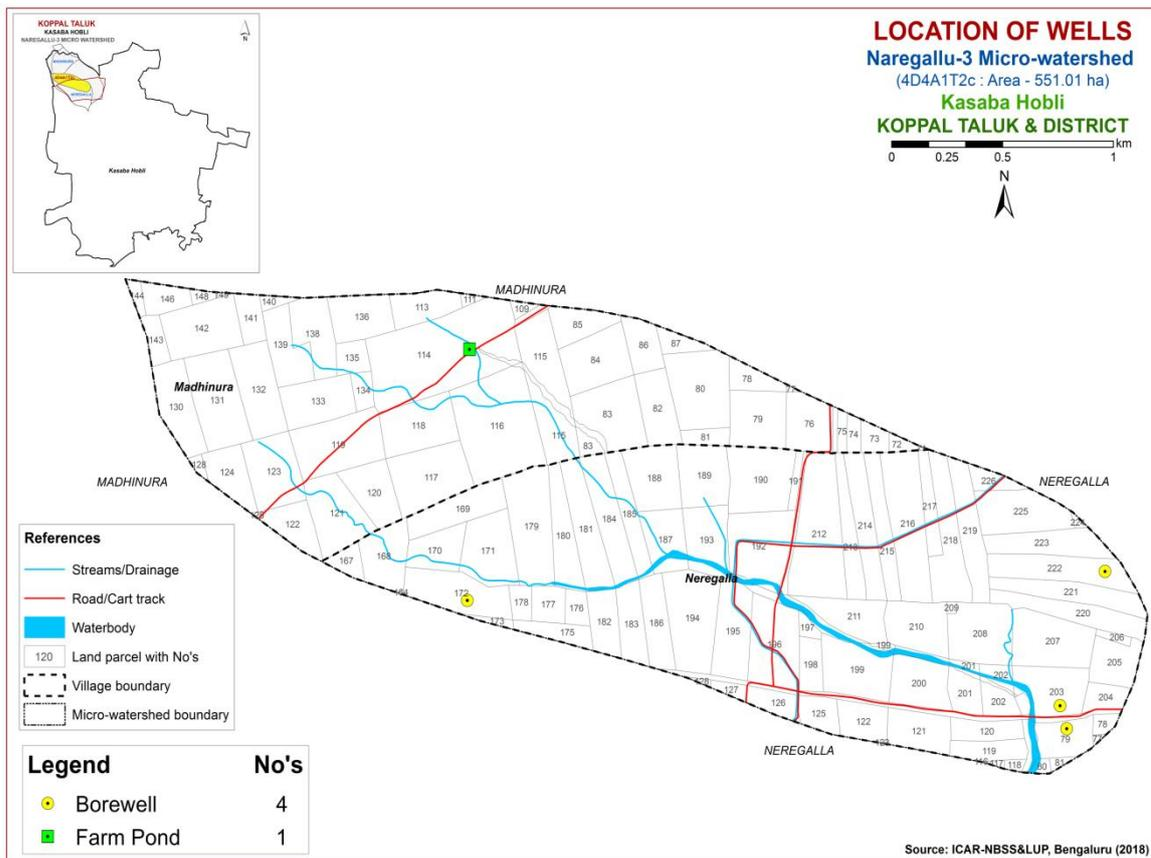 KOPPAL TALUK
KASABA HOBLI
NAREGALLU-3 MICRO WATERSHED
N
Kasaba Hobli
LOCATION OF WELLS
Naregallu-3 Micro-watershed
(4D4A1T2c : Area - 551.01 ha)
Kasaba Hobli
KOPPAL TALUK & DISTRICT
km
0 0.25 0.5 1
N
MADHINURA
144 146 148 149 140 136 113 111 109
143 142 141 139 138 135 114 115 85 84 86 87
Madhinura
130 131 132 133 134 118 116 83 82 80 78 79 76 75 74 73 72
119 115 83 81
128 124 123 120 117 188 189 190 191
MADHINURA
NEREGALLA
122 121 169 179 180 181 184 185 217 226 225
167 168 170 171 187 193 192 212 213 214 215 216 218 219 223
Neregalla
172 222
173 178 177 176 175 182 183 186 194 221 220
195 196 197 211 210 209 208 207 206
198 199 199 200 201 202 205
128 127 126 201 202 203 204
125 122 121 120 79 78 77
NEREGALLA
119 118 117 81
References
Streams/Drainage
Road/Cart track
Waterbody
120 Land parcel with No's
Village boundary
Micro-watershed boundary
Legend No's
Borewell 4
Farm Pond 1
Source: ICAR-NBSS&LUP, Bengaluru (2018)